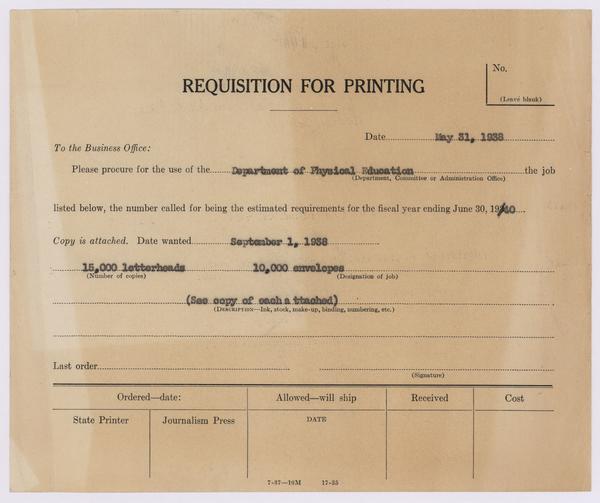 No.
REQUISITION FOR PRINTING
(Leave blank)
Date May 31, 1938
To the Business Office:
Please procure for the use of the Department of Physical Education the job
(Department, Committee or Administration Office)
listed below, the number called for being the estimated requirements for the fiscal year ending June 30, 1940
Copy is attached. Date wanted September 1, 1938
15,000 letterheads 10,000 envelopes
(Number of copies) (Designation of job)
(See copy of each a ttached)
(DESCRIPTION—Ink, stock, make-up, binding, numbering, etc.)
Last order
(Signature)
Ordered—date: Allowed—will ship Received Cost
State Printer Journalism Press DATE
7-37—10M 17-35